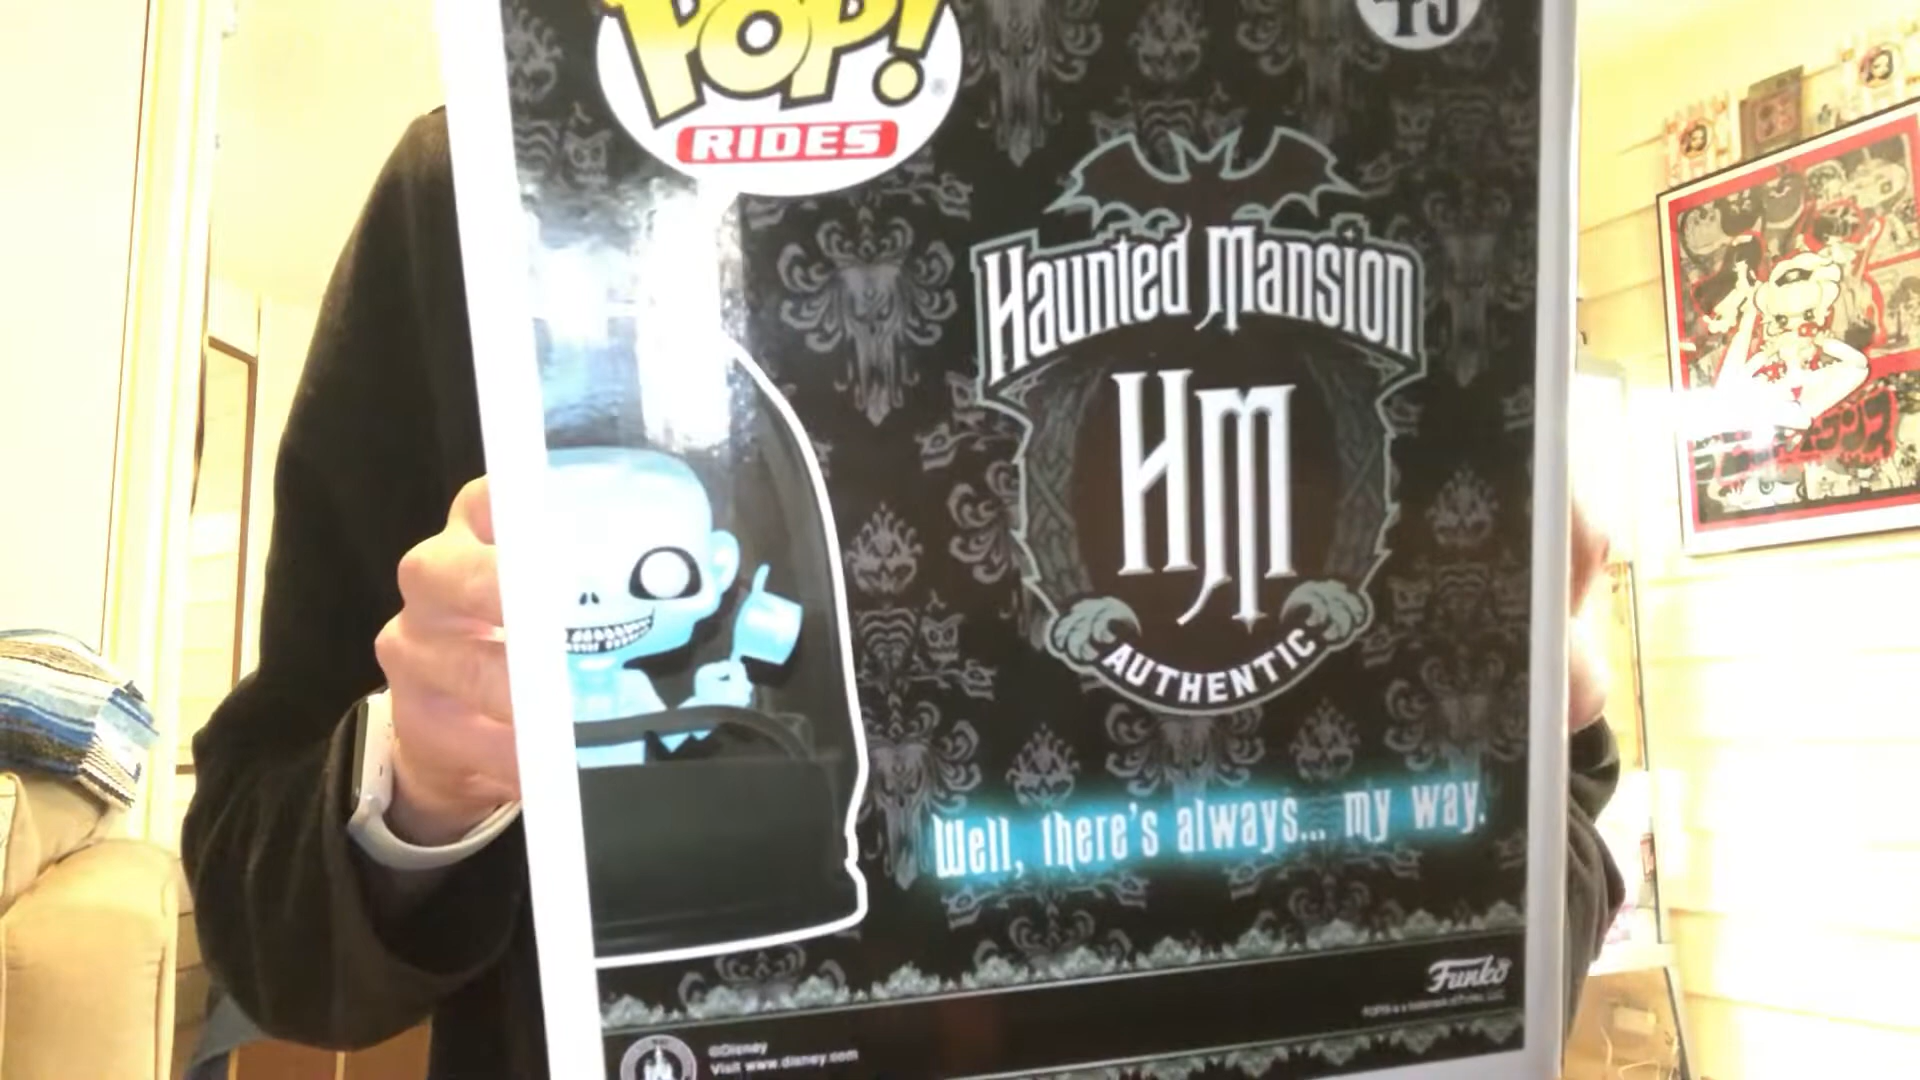 POP!
RIDES
Haunted Mansion
HM
AUTHENTIC
Well, there's always... my way.
Funko
©Disney
Visit www.disney.com